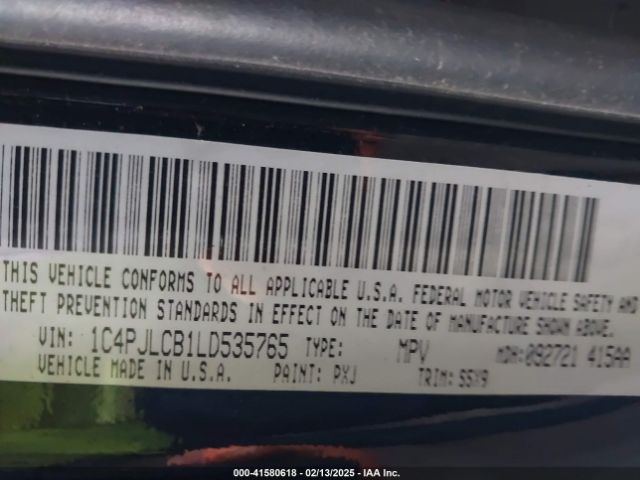 THIS VEHICLE CONFORMS TO ALL APPLICABLE U.S.A. FEDERAL MOTOR VEHICLE SAFETY AND
THEFT PREVENTION STANDARDS IN EFFECT ON THE DATE OF MANUFACTURE SHOWN ABOVE.
VIN: 1C4PJLCB1LD535765 TYPE: MPV MDH:092721 415AA
VEHICLE MADE IN U.S.A. PAINT: PXJ TRIM: S5X9
000-41580618 - 02/13/2025 - IAA Inc.